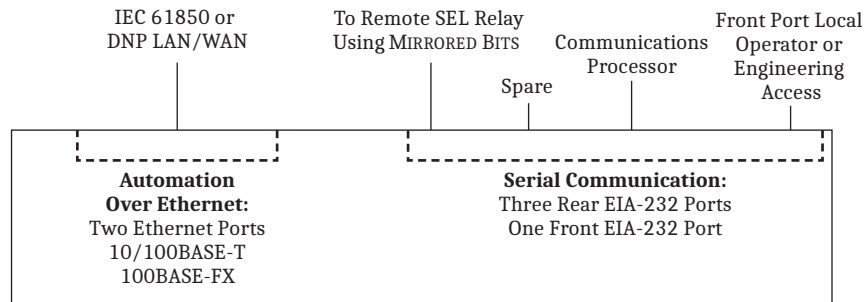 IEC 61850 or
DNP LAN/WAN
To Remote SEL Relay
Using MIRRORED BITS
Spare
Communications
Processor
Front Port Local
Operator or
Engineering
Access
Automation
Over Ethernet:
Two Ethernet Ports
10/100BASE-T
100BASE-FX
Serial Communication:
Three Rear EIA-232 Ports
One Front EIA-232 Port